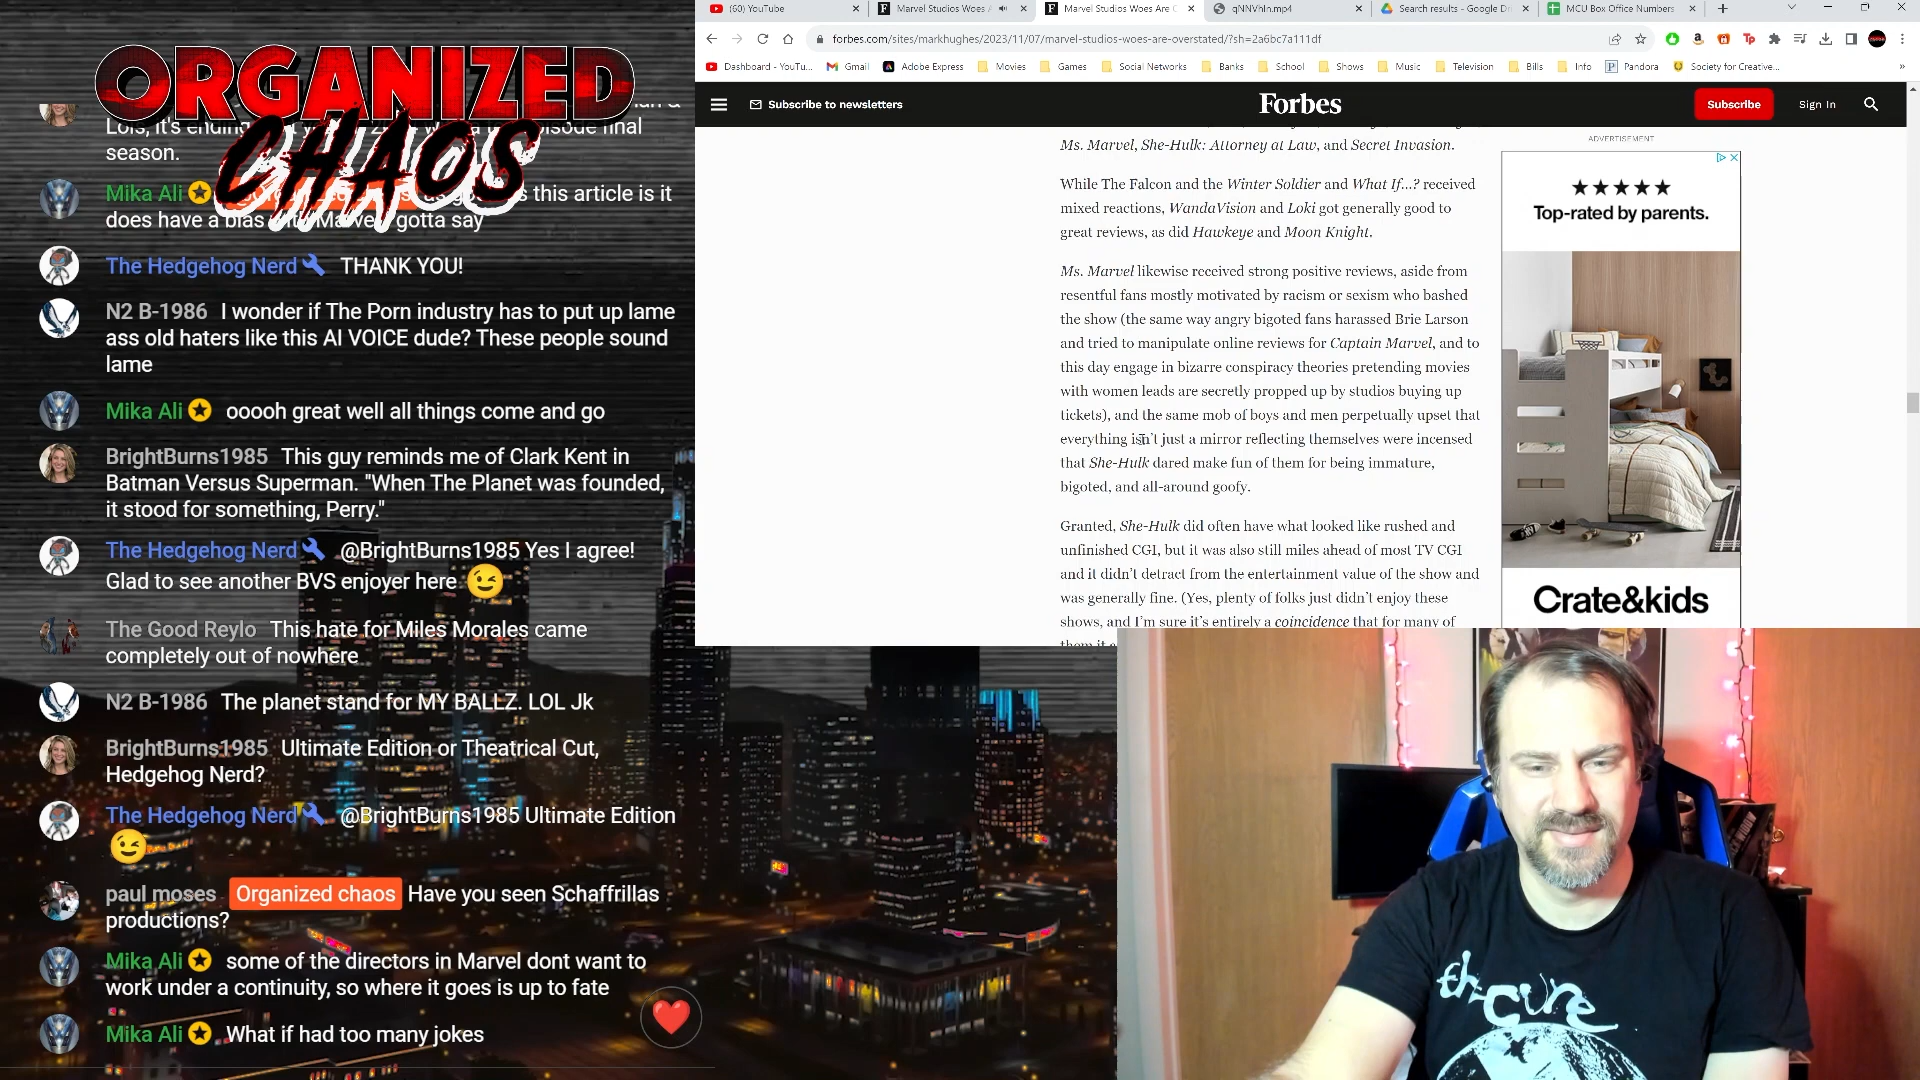 ORGANIZED
CHAOS
season.
Mika Ali
this article is it
does have a bias
Marvel gotta say
The Hedgehog Nerd THANK YOU!
N2 B-1986 I wonder if The Porn industry has to put up lame
ass old haters like this AI VOICE dude? These people sound
lame
Mika Ali ooooh great well all things come and go
BrightBurns1985 This guy reminds me of Clark Kent in
Batman Versus Superman. "When The Planet was founded,
it stood for something, Perry."
The Hedgehog Nerd @BrightBurns1985 Yes I agree!
Glad to see another BVS enjoyer here 😉
The Good Reylo This hate for Miles Morales came
completely out of nowhere
N2 B-1986 The planet stand for MY BALLZ. LOL Jk
BrightBurns1985 Ultimate Edition or Theatrical Cut,
Hedgehog Nerd?
The Hedgehog Nerd @BrightBurns1985 Ultimate Edition
😉
paul moses Organized chaos Have you seen Schaffrillas
productions?
Mika Ali some of the directors in Marvel dont want to
work under a continuity, so where it goes is up to fate
Mika Ali What if had too many jokes
(60) YouTube
Marvel Studios Woes A
Marvel Studios Woes Are C
qNNVhIn.mp4
Search results - Google Dr
MCU Box Office Numbers
forbes.com/sites/markhughes/2023/11/07/marvel-studios-woes-are-overstated/?sh=2a6bc7a111df
Dashboard - YouTu... Gmail Adobe Express Movies Games Social Networks Banks School Shows Music Television Bills Info Pandora Society for Creative...
Subscribe to newsletters
Forbes
Subscribe
Sign In
Ms. Marvel, She-Hulk: Attorney at Law, and Secret Invasion.
While The Falcon and the Winter Soldier and What If...? received
mixed reactions, WandaVision and Loki got generally good to
great reviews, as did Hawkeye and Moon Knight.
Ms. Marvel likewise received strong positive reviews, aside from
resentful fans mostly motivated by racism or sexism who bashed
the show (the same way angry bigoted fans harassed Brie Larson
and tried to manipulate online reviews for Captain Marvel, and to
this day engage in bizarre conspiracy theories pretending movies
with women leads are secretly propped up by studios buying up
tickets), and the same mob of boys and men perpetually upset that
everything isn't just a mirror reflecting themselves were incensed
that She-Hulk dared make fun of them for being immature,
bigoted, and all-around goofy.
Granted, She-Hulk did often have what looked like rushed and
unfinished CGI, but it was also still miles ahead of most TV CGI
and it didn't detract from the entertainment value of the show and
was generally fine. (Yes, plenty of folks just didn't enjoy these
shows, and I'm sure it's entirely a coincidence that for many of
ADVERTISEMENT
Top-rated by parents.
Crate&kids
the cure